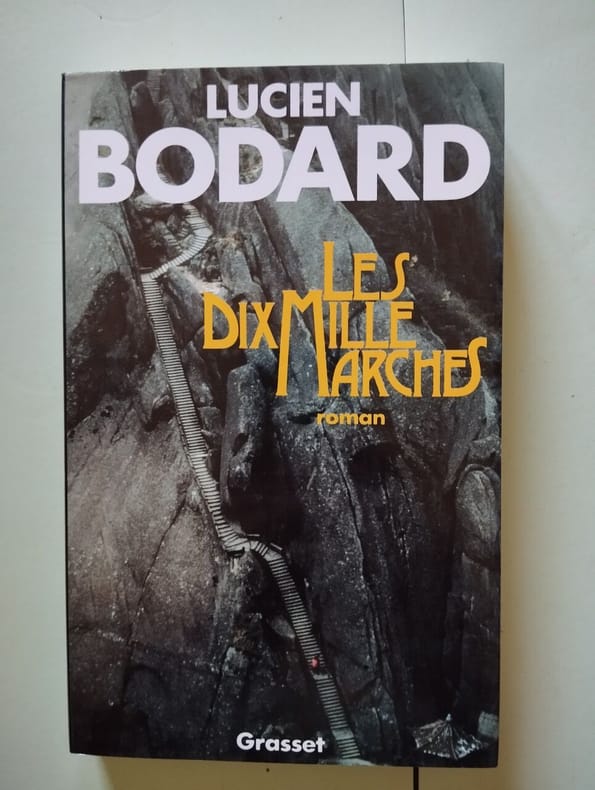 LUCIEN
BODARD
LES
DIX MILLE
MARCHES
roman
Grasset